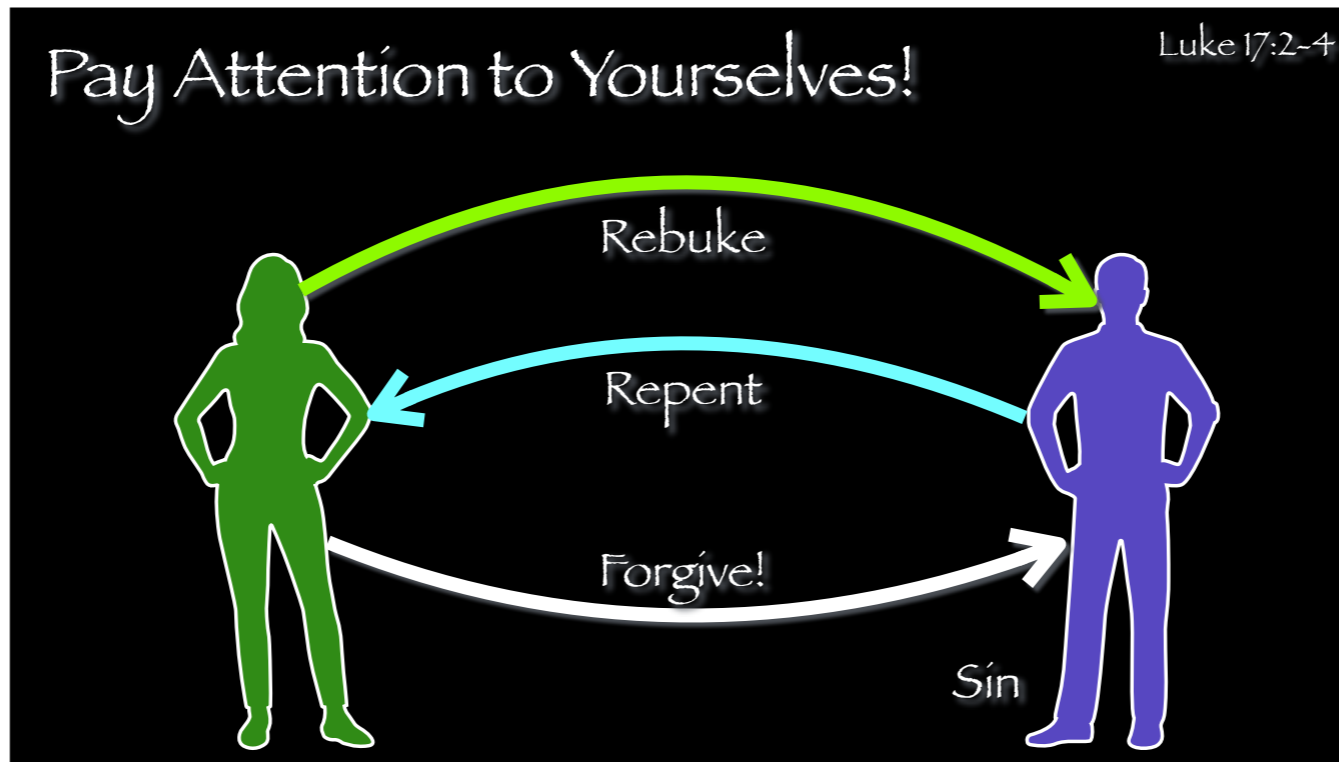 Pay Attention to Yourselves!
Luke 17:2-4
Rebuke
Repent
Forgive!
Sin